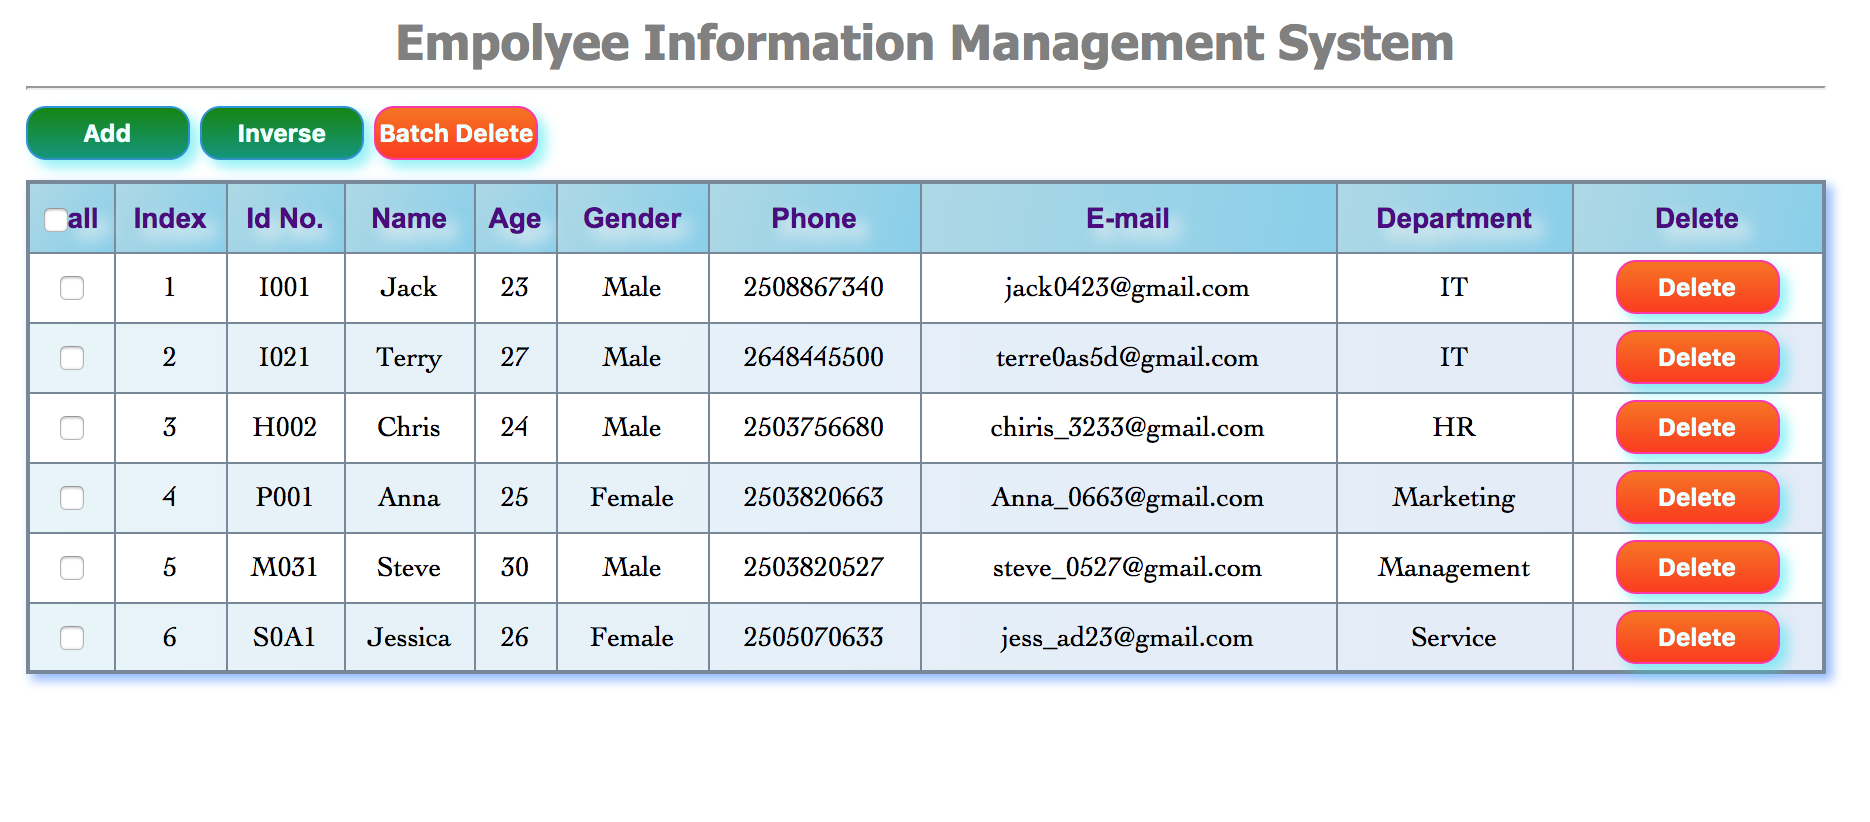 Empolyee Information Management System
Add Inverse Batch Delete
all Index Id No. Name Age Gender Phone E-mail Department Delete
1 I001 Jack 23 Male 2508867340 jack0423@gmail.com IT Delete
2 I021 Terry 27 Male 2648445500 terre0as5d@gmail.com IT Delete
3 H002 Chris 24 Male 2503756680 chiris_3233@gmail.com HR Delete
4 P001 Anna 25 Female 2503820663 Anna_0663@gmail.com Marketing Delete
5 M031 Steve 30 Male 2503820527 steve_0527@gmail.com Management Delete
6 S0A1 Jessica 26 Female 2505070633 jess_ad23@gmail.com Service Delete